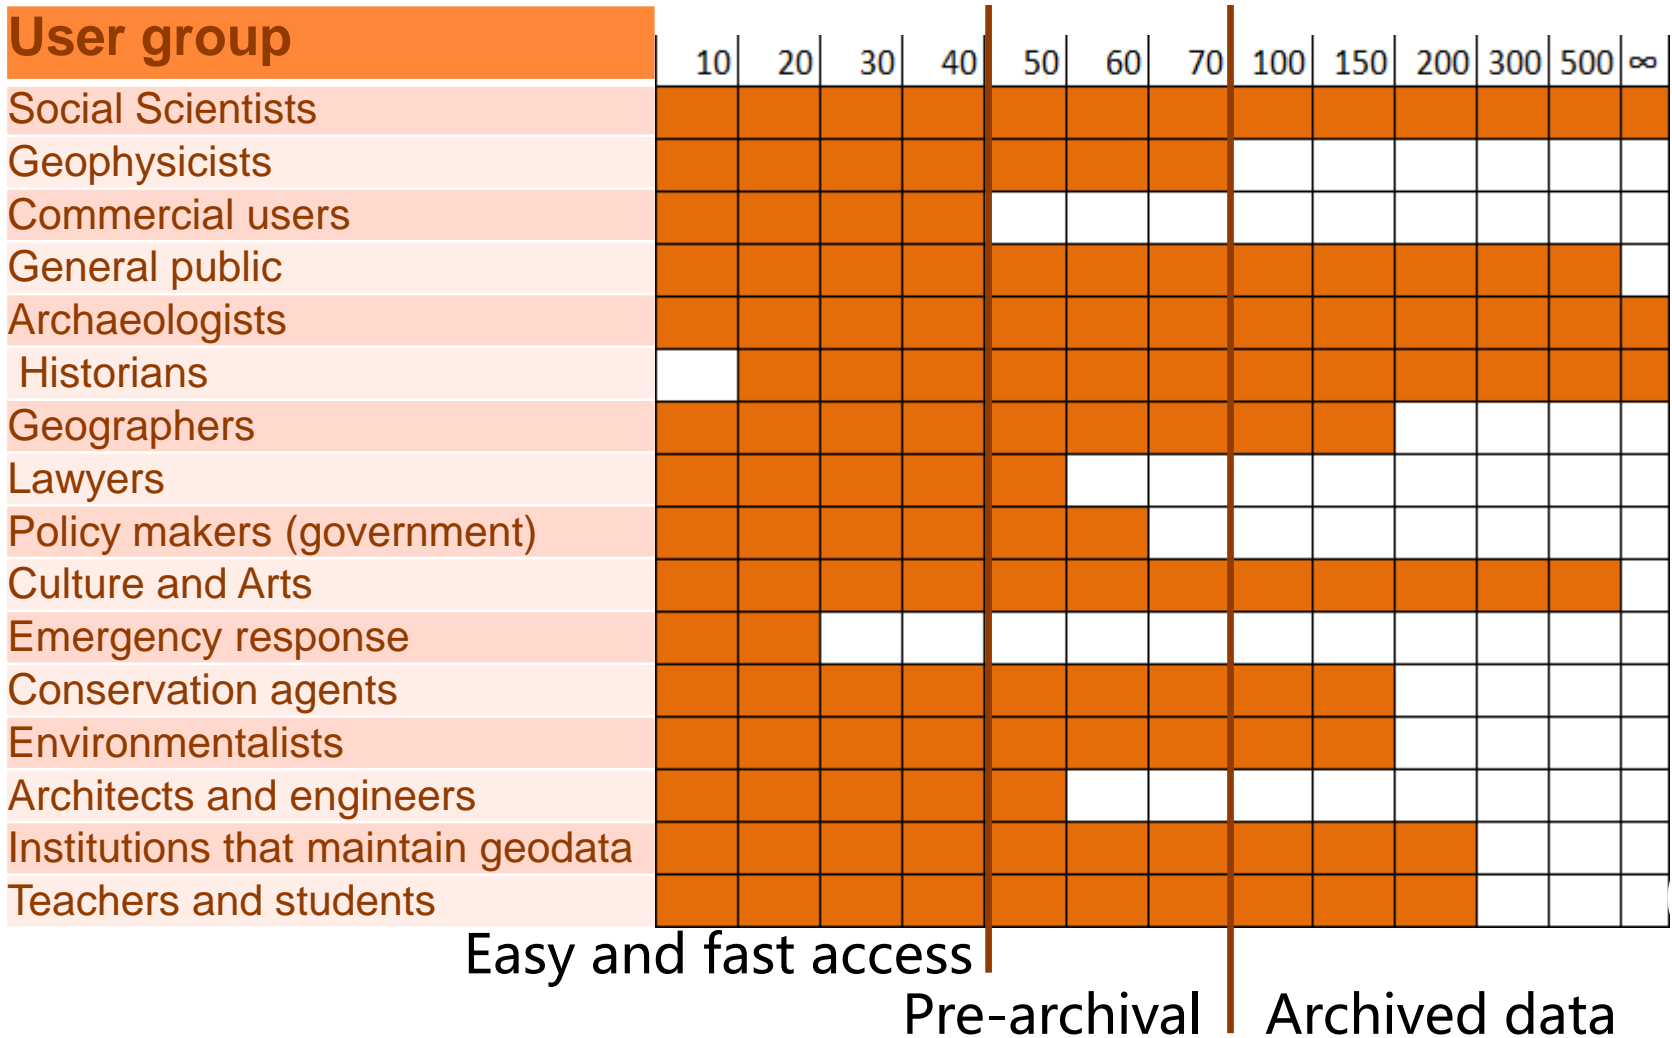 User group
10 20 30 40 50 60 70 100 150 200 300 500 ∞
Social Scientists
Geophysicists
Commercial users
General public
Archaeologists
Historians
Geographers
Lawyers
Policy makers (government)
Culture and Arts
Emergency response
Conservation agents
Environmentalists
Architects and engineers
Institutions that maintain geodata
Teachers and students
Easy and fast access
Pre-archival
Archived data